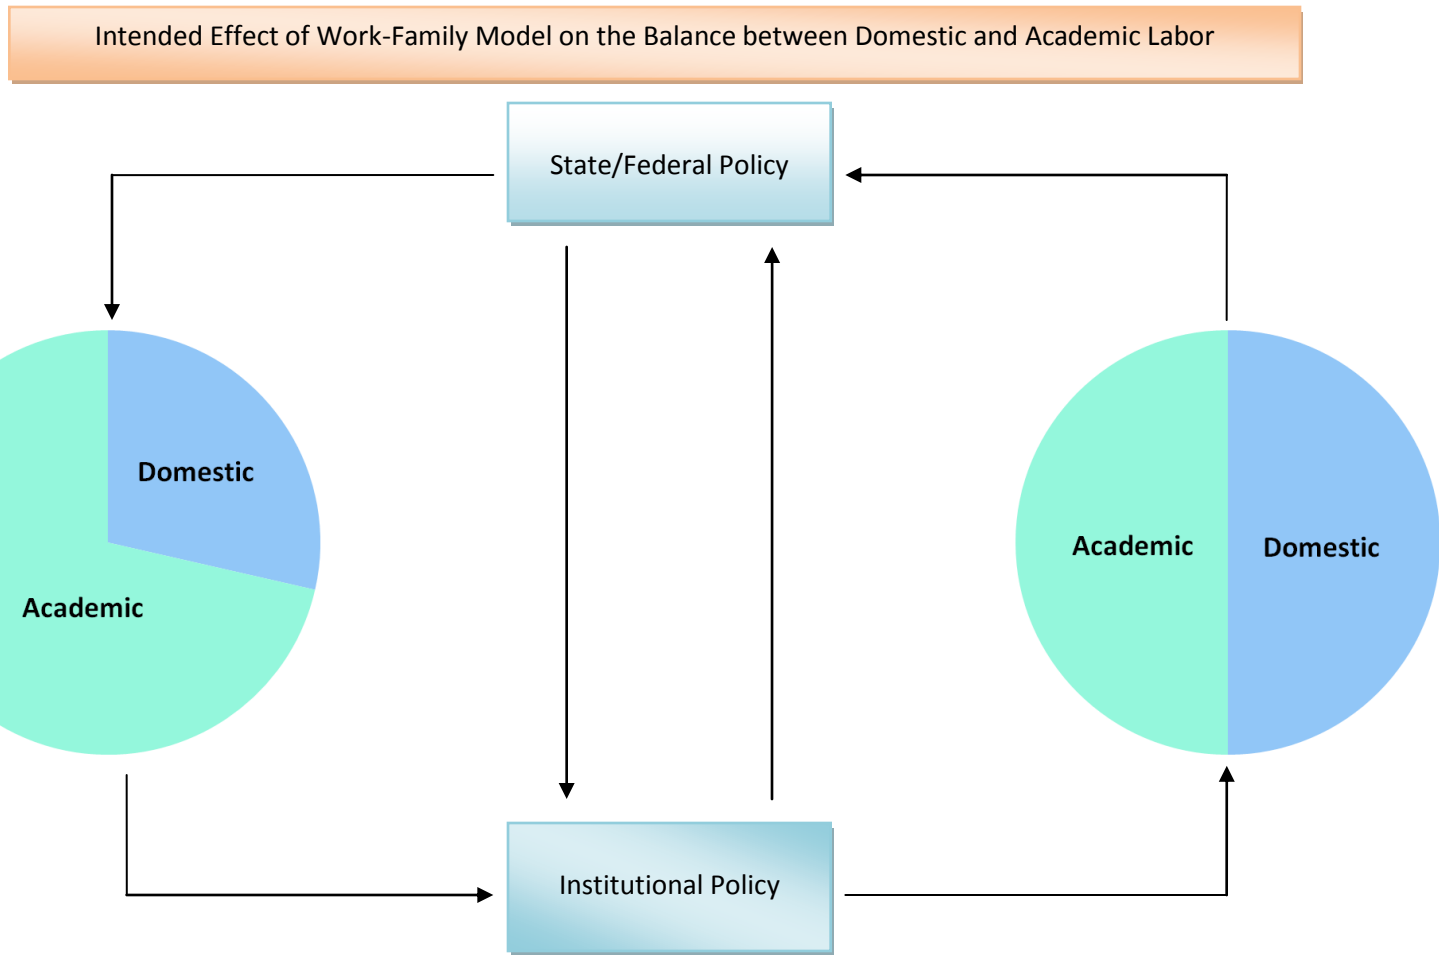 Intended Effect of Work-Family Model on the Balance between Domestic and Academic Labor
State/Federal Policy
Domestic
Academic
Academic
Domestic
Institutional Policy